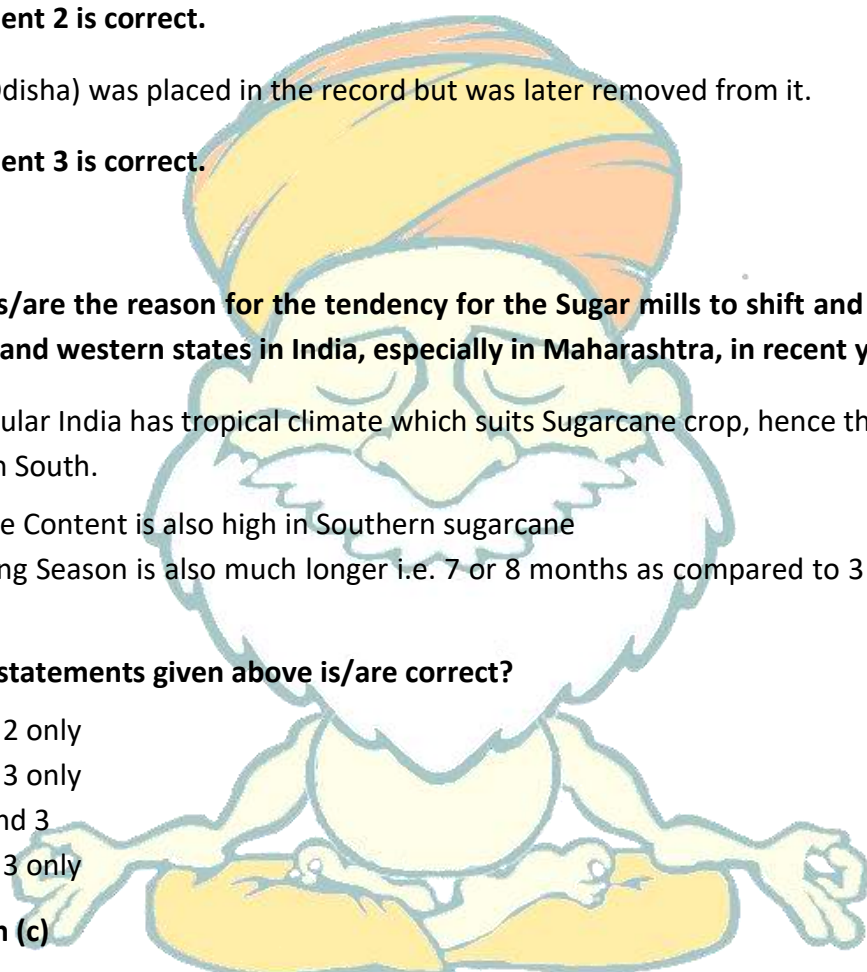 ent 2 is correct.
disha) was placed in the record but was later removed from it.
ent 3 is correct.
s/are the reason for the tendency for the Sugar mills to shift and
and western states in India, especially in Maharashtra, in recent y
ular India has tropical climate which suits Sugarcane crop, hence th
n South.
e Content is also high in Southern sugarcane
ng Season is also much longer i.e. 7 or 8 months as compared to 3
statements given above is/are correct?
2 only
3 only
nd 3
3 only
n (c)